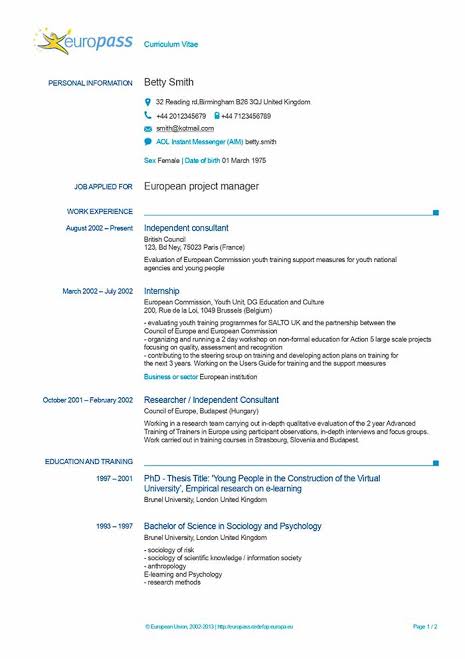 europass
Curriculum Vitae
PERSONAL INFORMATION
Betty Smith
32 Reading rd,Birmingham B26 3QJ United Kingdom
+44 2012345679 +44 7123456789
smith@kotmail.com
AOL Instant Messenger (AIM) betty.smith
Sex Female | Date of birth 01 March 1975
JOB APPLIED FOR
European project manager
WORK EXPERIENCE
August 2002 – Present
Independent consultant
British Council
123, Bd Ney, 75023 Paris (France)
Evaluation of European Commission youth training support measures for youth national
agencies and young people
March 2002 – July 2002
Internship
European Commission, Youth Unit, DG Education and Culture
200, Rue de la Loi, 1049 Brussels (Belgium)
- evaluating youth training programmes for SALTO UK and the partnership between the
Council of Europe and European Commission
- organizing and running a 2 day workshop on non-formal education for Action 5 large scale projects
focusing on quality, assessment and recognition
- contributing to the steering sroup on training and developing action plans on training for
the next 3 years. Working on the Users Guide for training and the support measures
Business or sector European institution
October 2001 – February 2002
Researcher / Independent Consultant
Council of Europe, Budapest (Hungary)
Working in a research team carrying out in-depth qualitative evaluation of the 2 year Advanced
Training of Trainers in Europe using participant observations, in-depth interviews and focus groups.
Work carried out in training courses in Strasbourg, Slovenia and Budapest.
EDUCATION AND TRAINING
1997 – 2001
PhD - Thesis Title: 'Young People in the Construction of the Virtual
University', Empirical research on e-learning
Brunel University, London United Kingdom
1993 – 1997
Bachelor of Science in Sociology and Psychology
Brunel University, London United Kingdom
- sociology of risk
- sociology of scientific knowledge / information society
- anthropology
E-learning and Psychology
- research methods
© European Union, 2002-2013 | http://europass.cedefop.europa.eu
Page 1 / 2